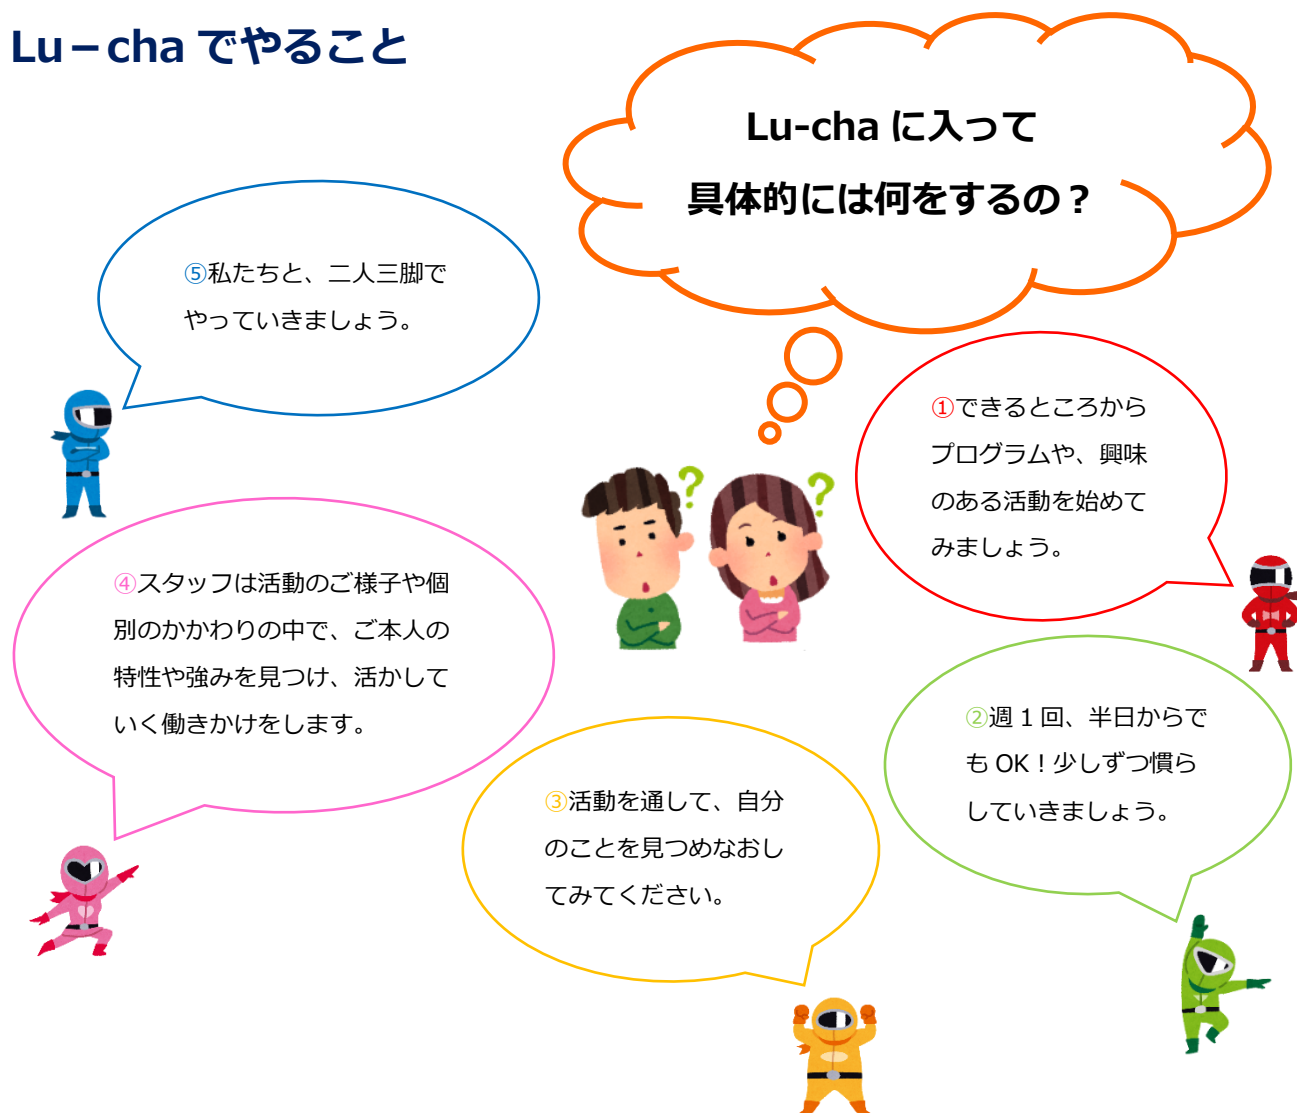 Lu－cha でやること
Lu-cha に入って
具体的には何をするの？
①できるところから
プログラムや、興味
のある活動を始めて
みましょう。
②週 1 回、半日からで
も OK！少しずつ慣ら
していきましょう。
③活動を通して、自分
のことを見つめなおし
てみてください。
④スタッフは活動のご様子や個
別のかかわりの中で、ご本人の
特性や強みを見つけ、活かして
いく働きかけをします。
⑤私たちと、二人三脚で
やっていきましょう。